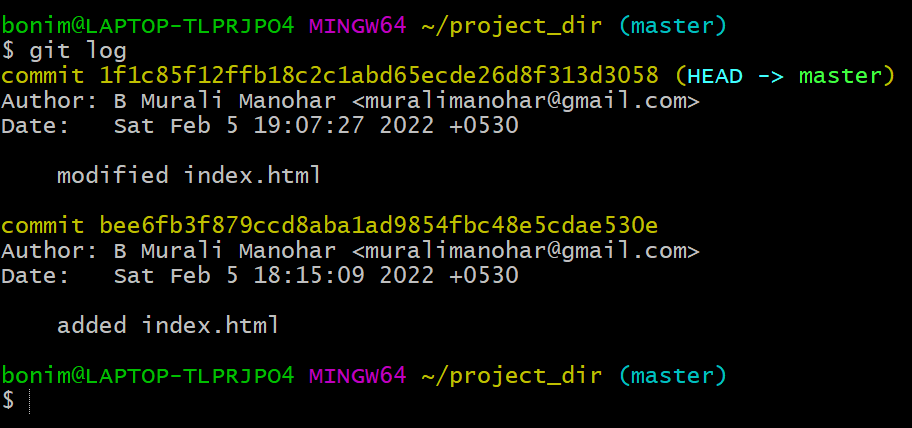 bonim@LAPTOP-TLPRJPO4 MINGW64 ~/project_dir (master)
$ git log
commit 1f1c85f12ffb18c2c1abd65ecde26d8f313d3058 (HEAD -> master)
Author: B Murali Manohar <muralimanohar@gmail.com>
Date:   Sat Feb 5 19:07:27 2022 +0530
    modified index.html
commit bee6fb3f879ccd8aba1ad9854fbc48e5cdae530e
Author: B Murali Manohar <muralimanohar@gmail.com>
Date:   Sat Feb 5 18:15:09 2022 +0530
    added index.html
bonim@LAPTOP-TLPRJPO4 MINGW64 ~/project_dir (master)
$